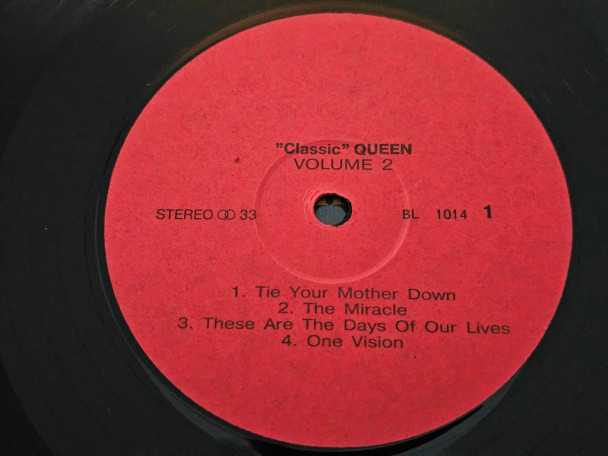 "Classic" QUEEN
VOLUME 2
STEREO ꝏ 33 BL 1014 1
1. Tie Your Mother Down
2. The Miracle
3. These Are The Days Of Our Lives
4. One Vision